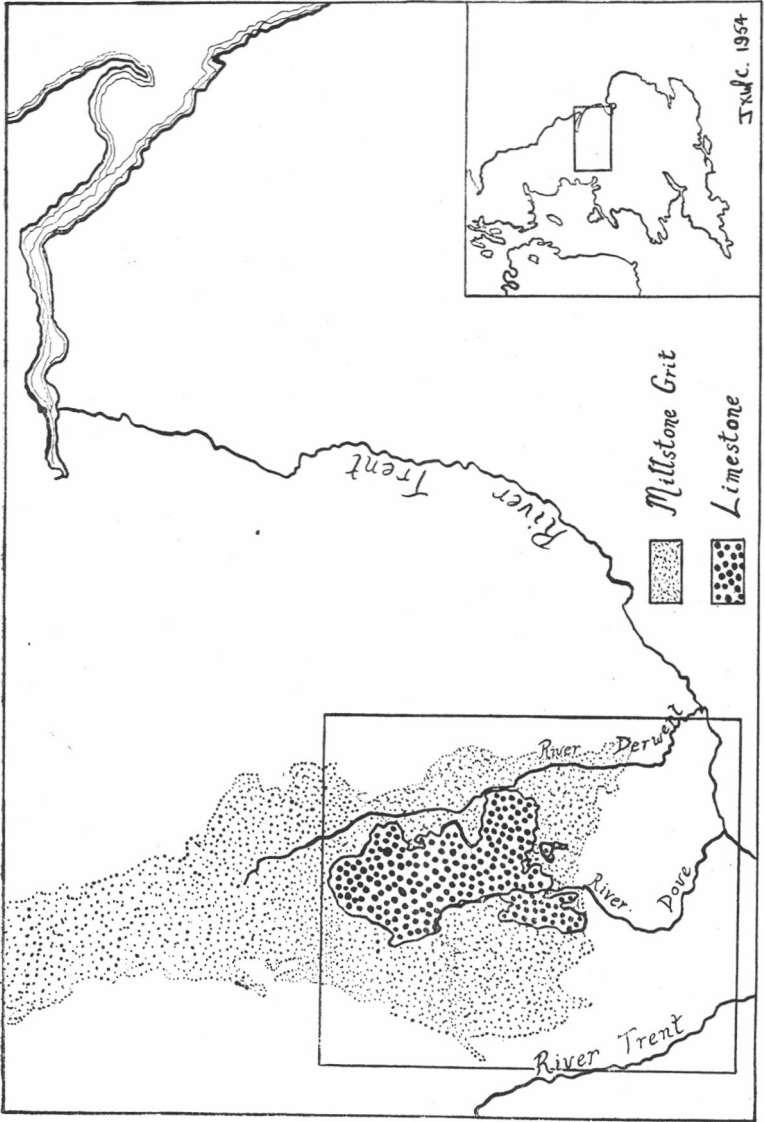 J.X.W.C. 1954
Millstone Grit
Limestone
River Trent
River Derwent
River Dove
River Trent